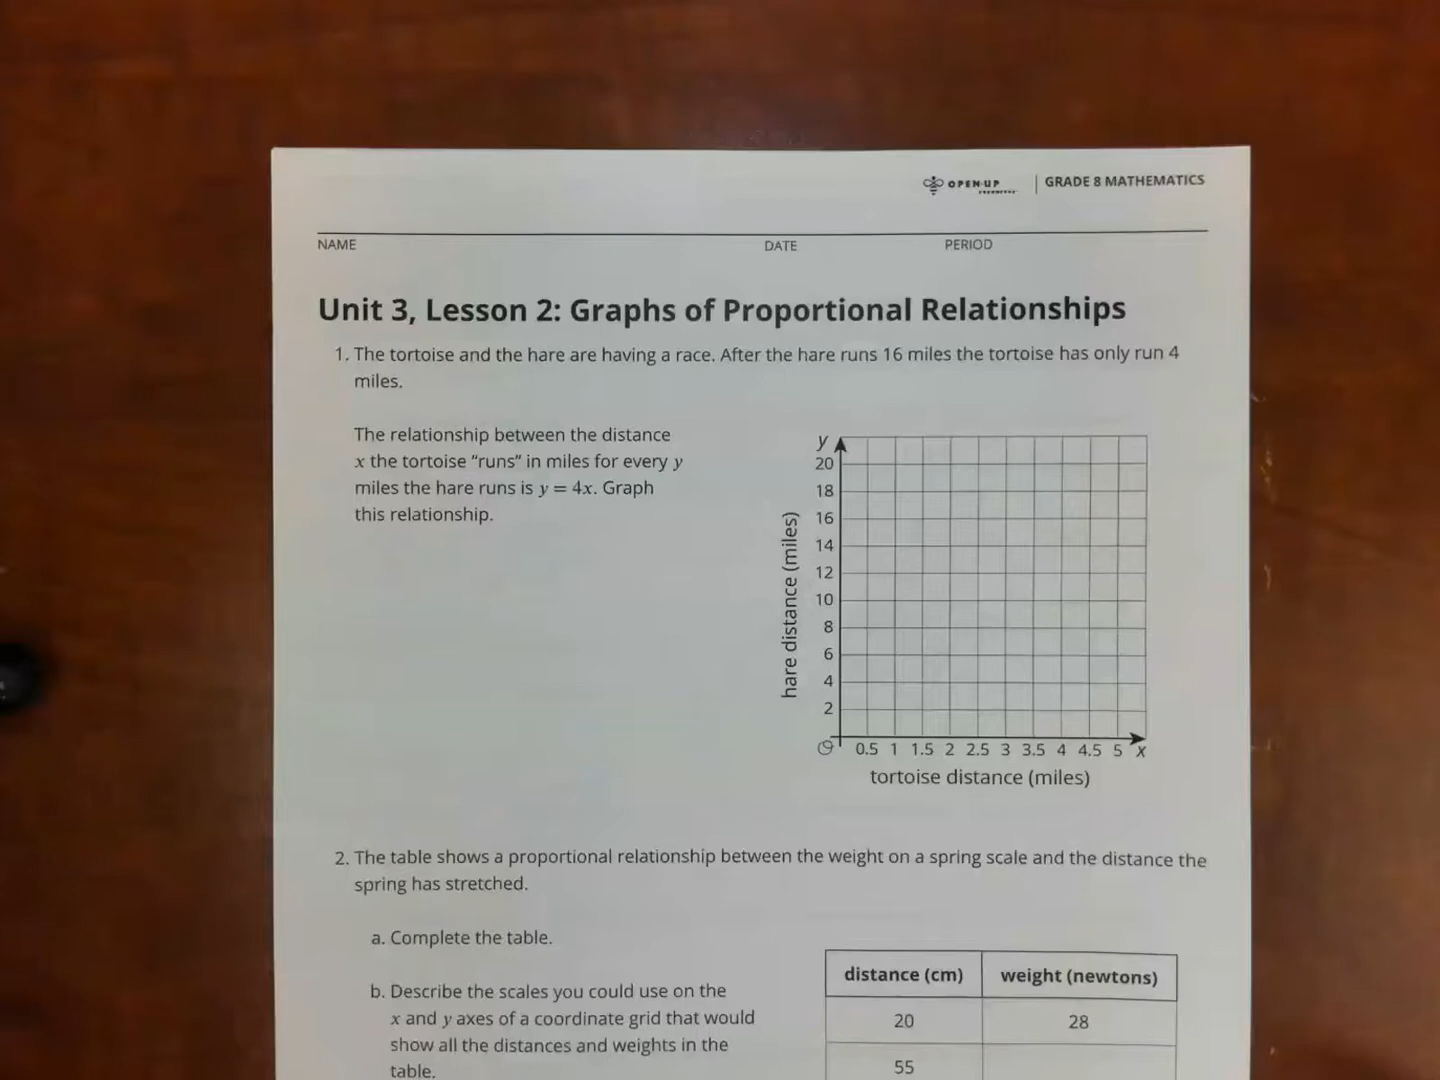 OPEN-UP
GRADE 8 MATHEMATICS
NAME DATE PERIOD
Unit 3, Lesson 2: Graphs of Proportional Relationships
1. The tortoise and the hare are having a race. After the hare runs 16 miles the tortoise has only run 4
miles.
The relationship between the distance
x the tortoise “runs” in miles for every y
miles the hare runs is y = 4x. Graph
this relationship.
y
20
18
16
14
12
10
8
6
4
2
hare distance (miles)
O 0.5 1 1.5 2 2.5 3 3.5 4 4.5 5 x
tortoise distance (miles)
2. The table shows a proportional relationship between the weight on a spring scale and the distance the
spring has stretched.
a. Complete the table.
b. Describe the scales you could use on the
x and y axes of a coordinate grid that would
show all the distances and weights in the
table.
distance (cm) weight (newtons)
20 28
55